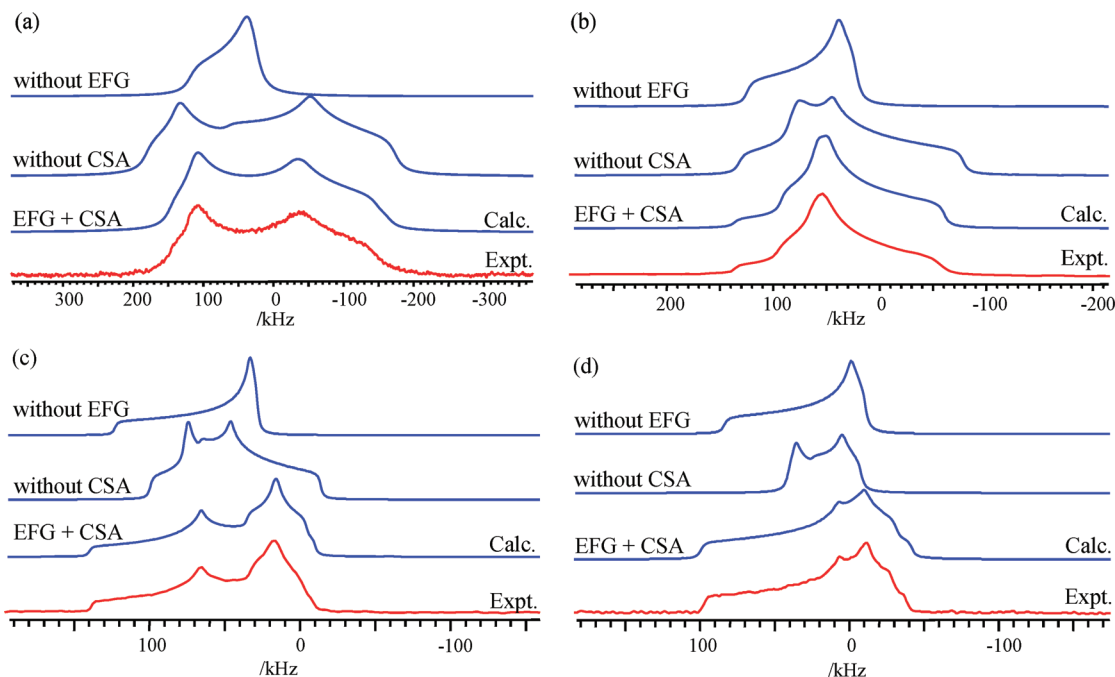 (a)
without EFG
without CSA
EFG + CSA
Calc.
Expt.
300 200 100 0 -100 -200 -300
/kHz
(b)
without EFG
without CSA
EFG + CSA
Calc.
Expt.
200 100 0 -100 -200
/kHz
(c)
without EFG
without CSA
EFG + CSA
Calc.
Expt.
100 0 -100
/kHz
(d)
without EFG
without CSA
EFG + CSA
Calc.
Expt.
100 0 -100
/kHz